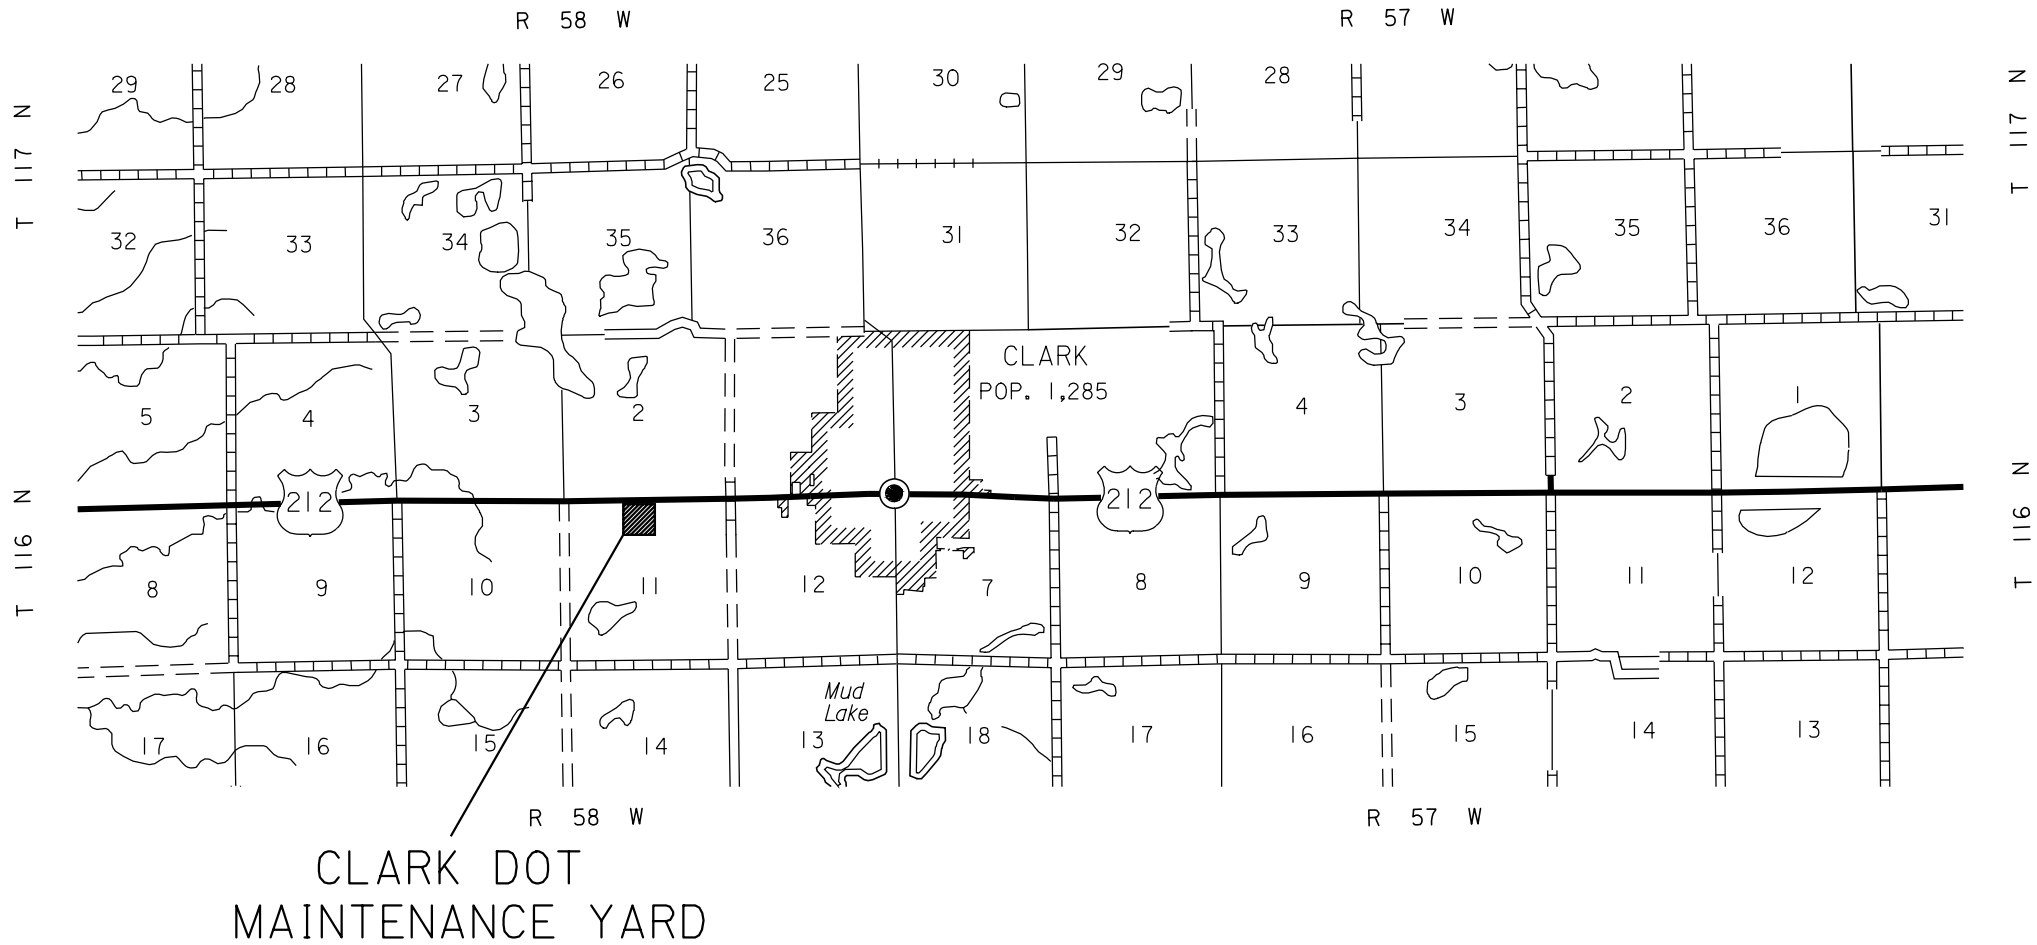 R 58 W R 57 W
29 28 27 26 25 30 29 28
T 117 N T 117 N
32 33 34 35 36 31 32 33 34 35 36 31
CLARK
POP. 1,285
5 4 3 2 4 3 2 1
212 212
T 116 N T 116 N
8 9 10 11 12 7 8 9 10 11 12
Mud
Lake
17 16 15 14 13 18 17 16 15 14 13
R 58 W R 57 W
CLARK DOT
MAINTENANCE YARD